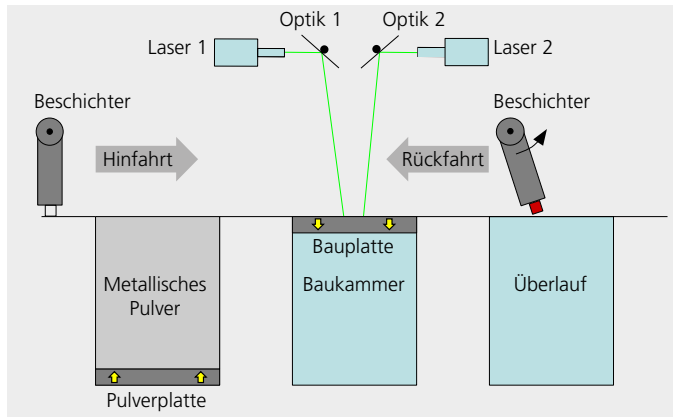 Optik 1
Optik 2
Laser 1
Laser 2
Beschichter
Beschichter
Hinfahrt
Rückfahrt
Bauplatte
Metallisches
Pulver
Baukammer
Überlauf
Pulverplatte